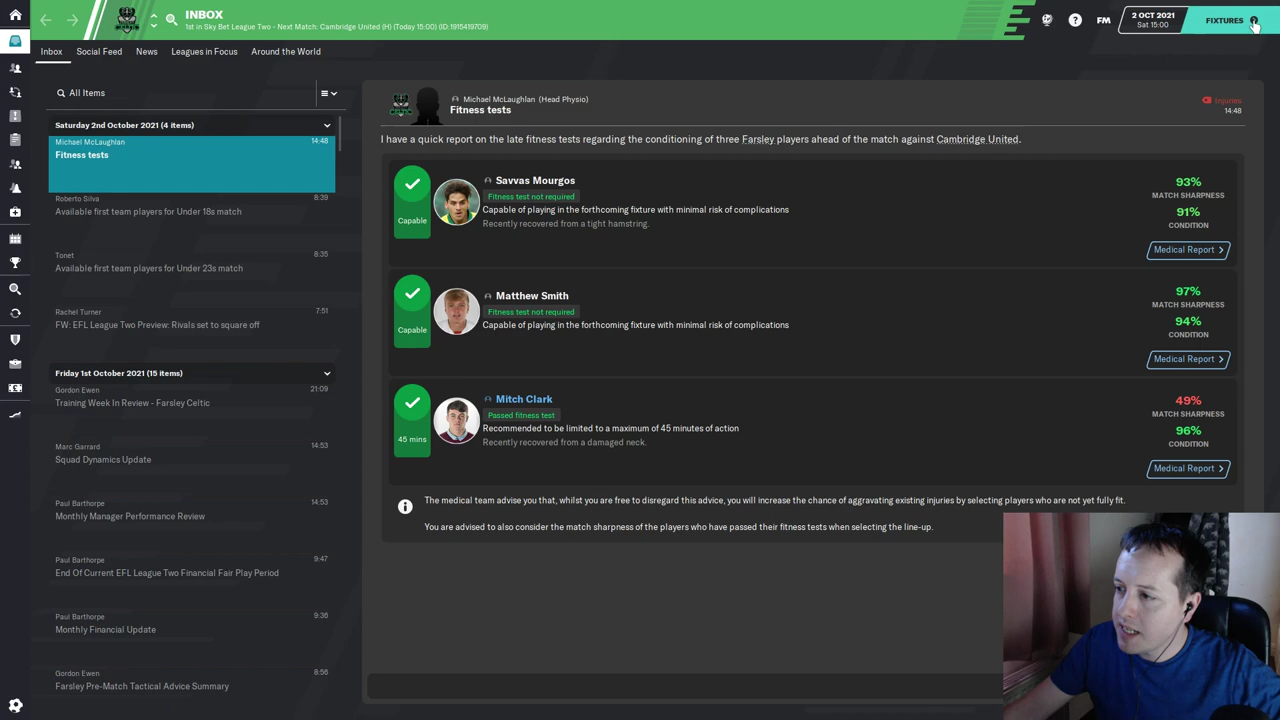 INBOX
1st in Sky Bet League Two - Next Match: Cambridge United (H) (Today 15:00) (ID:1915419709)
FM
2 OCT 2021
Sat 15:00
FIXTURES
Inbox
Social Feed
News
Leagues in Focus
Around the World
All Items
Saturday 2nd October 2021 (4 items)
Michael McLaughlan
14:48
Fitness tests
Roberto Silva
8:39
Available first team players for Under 18s match
Tonet
8:35
Available first team players for Under 23s match
Rachel Turner
7:51
FW: EFL League Two Preview: Rivals set to square off
Friday 1st October 2021 (15 items)
Gordon Ewen
21:09
Training Week In Review - Farsley Celtic
Marc Garrard
14:53
Squad Dynamics Update
Paul Barthorpe
14:53
Monthly Manager Performance Review
Paul Barthorpe
9:47
End Of Current EFL League Two Financial Fair Play Period
Paul Barthorpe
9:36
Monthly Financial Update
Gordon Ewen
8:56
Farsley Pre-Match Tactical Advice Summary
Michael McLaughlan (Head Physio)
Fitness tests
Injuries
14:48
I have a quick report on the late fitness tests regarding the conditioning of three Farsley players ahead of the match against Cambridge United.
Capable
Savvas Mourgos
Fitness test not required
Capable of playing in the forthcoming fixture with minimal risk of complications
Recently recovered from a tight hamstring.
93%
MATCH SHARPNESS
91%
CONDITION
Medical Report
Capable
Matthew Smith
Fitness test not required
Capable of playing in the forthcoming fixture with minimal risk of complications
97%
MATCH SHARPNESS
94%
CONDITION
Medical Report
45 mins
Mitch Clark
Passed fitness test
Recommended to be limited to a maximum of 45 minutes of action
Recently recovered from a damaged neck.
49%
MATCH SHARPNESS
96%
CONDITION
Medical Report
The medical team advise you that, whilst you are free to disregard this advice, you will increase the chance of aggravating existing injuries by selecting players who are not yet fully fit.
You are advised to also consider the match sharpness of the players who have passed their fitness tests when selecting the line-up.